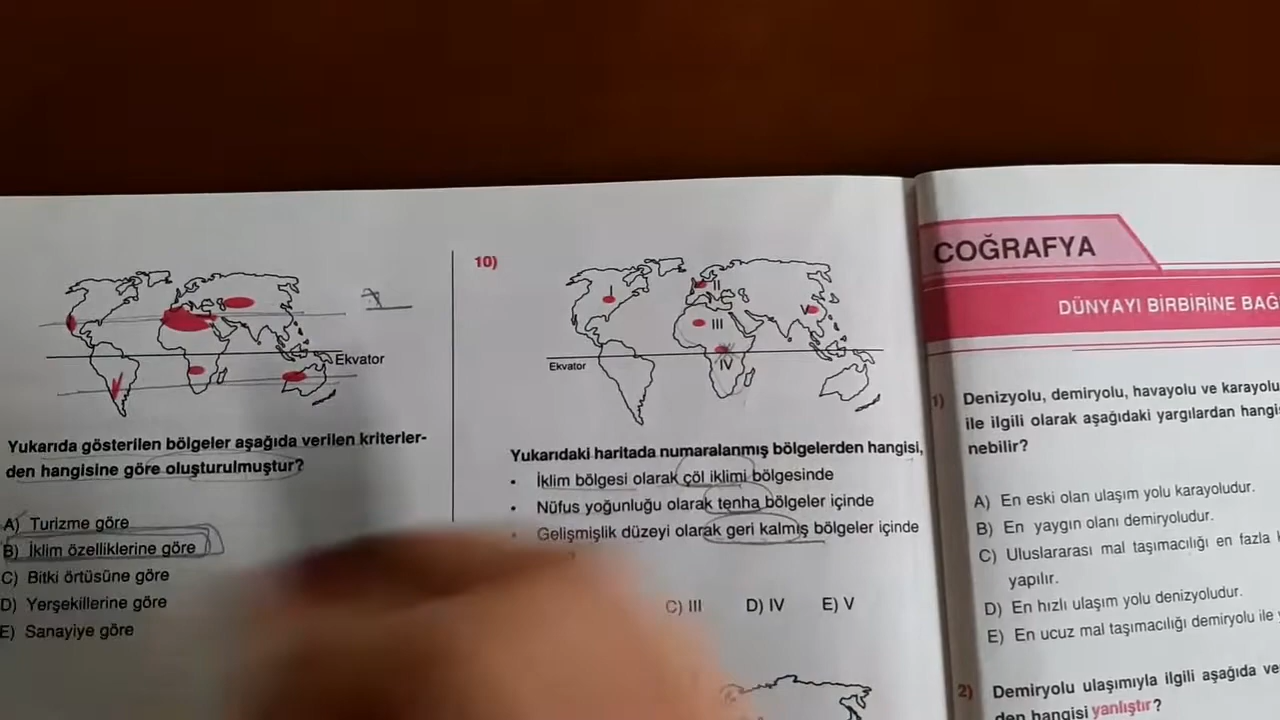 Ekvator
Yukarıda gösterilen bölgeler aşağıda verilen kriterler-
den hangisine göre oluşturulmuştur?
A) Turizme göre
B) İklim özelliklerine göre
C) Bitki örtüsüne göre
D) Yerşekillerine göre
E) Sanayiye göre
10)
I
II
III
IV
V
Ekvator
Yukarıdaki haritada numaralanmış bölgelerden hangisi,
• İklim bölgesi olarak çöl iklimi bölgesinde
• Nüfus yoğunluğu olarak tenha bölgeler içinde
• Gelişmişlik düzeyi olarak geri kalmış bölgeler içinde
C) III D) IV E) V
COĞRAFYA
DÜNYAYI BİRBİRİNE BAĞ
1) Denizyolu, demiryolu, havayolu ve karayolu
ile ilgili olarak aşağıdaki yargılardan hangi
nebilir?
A) En eski olan ulaşım yolu karayoludur.
B) En yaygın olanı demiryoludur.
C) Uluslararası mal taşımacılığı en fazla
yapılır.
D) En hızlı ulaşım yolu denizyoludur.
E) En ucuz mal taşımacılığı demiryolu ile
2) Demiryolu ulaşımıyla ilgili aşağıda ve
den hangisi yanlıştır?